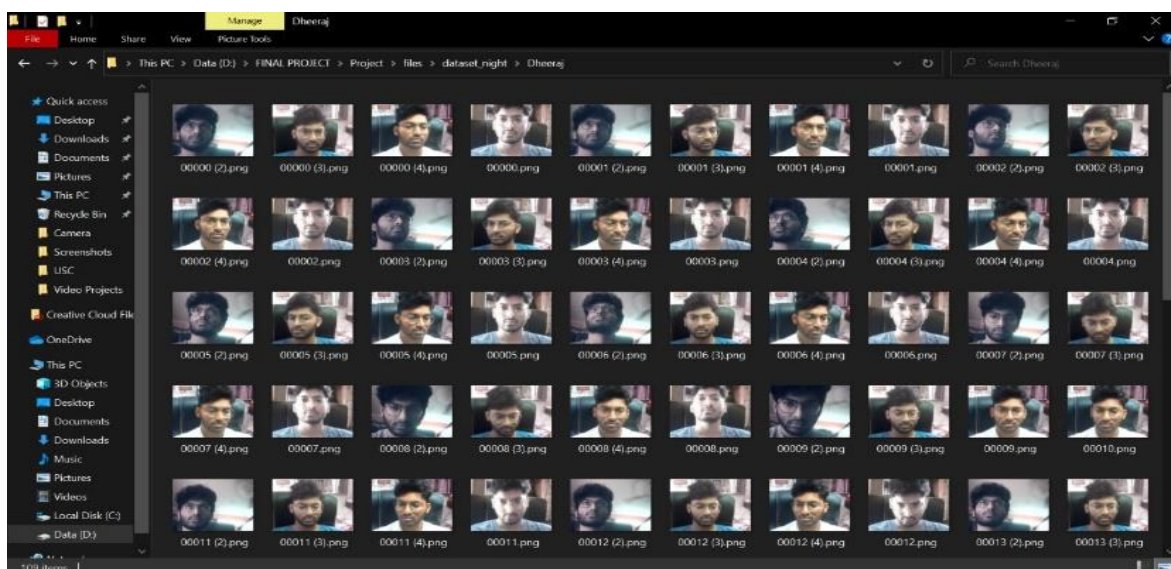 Manage Dheeraj
File Home Share View Picture Tools
This PC > Data (D:) > FINAL PROJECT > Project > files > dataset_night > Dheeraj
Search Dheeraj
Quick access
Desktop
Downloads
Documents
Pictures
This PC
Recycle Bin
Camera
Screenshots
USC
Video Projects
Creative Cloud File
OneDrive
This PC
3D Objects
Desktop
Documents
Downloads
Music
Pictures
Videos
Local Disk (C:)
Data (D:)
109 items
00000 (2).png 00000 (3).png 00000 (4).png 00000.png 00001 (2).png 00001 (3).png 00001 (4).png 00001.png 00002 (2).png 00002 (3).png
00002 (4).png 00002.png 00003 (2).png 00003 (3).png 00003 (4).png 00003.png 00004 (2).png 00004 (3).png 00004 (4).png 00004.png
00005 (2).png 00005 (3).png 00005 (4).png 00005.png 00006 (2).png 00006 (3).png 00006 (4).png 00006.png 00007 (2).png 00007 (3).png
00007 (4).png 00007.png 00008 (2).png 00008 (3).png 00008 (4).png 00008.png 00009 (2).png 00009 (3).png 00009.png 00010.png
00011 (2).png 00011 (3).png 00011 (4).png 00011.png 00012 (2).png 00012 (3).png 00012 (4).png 00012.png 00013 (2).png 00013 (3).png